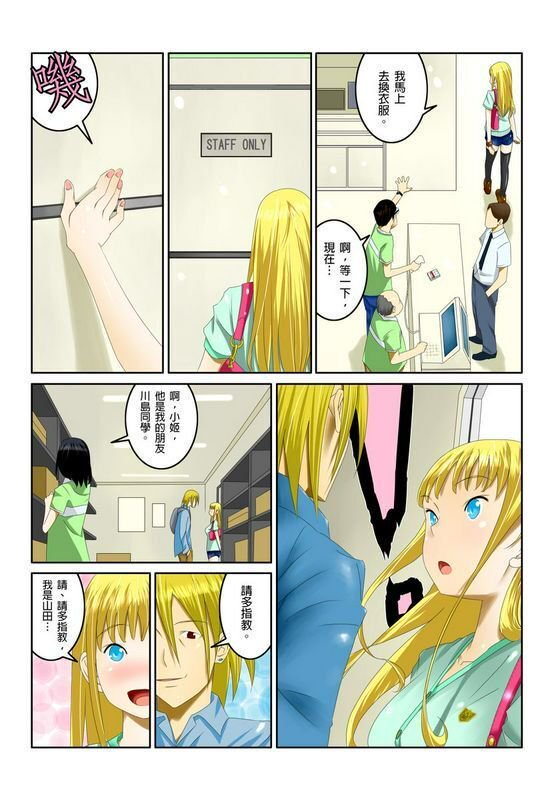 我馬上
去換衣服。
啊，等一下，
現在…
STAFF ONLY
嘰
啊，小姬，
他是我的朋友
川島同學。
請多指教。
請、請多指教，
我是山田…